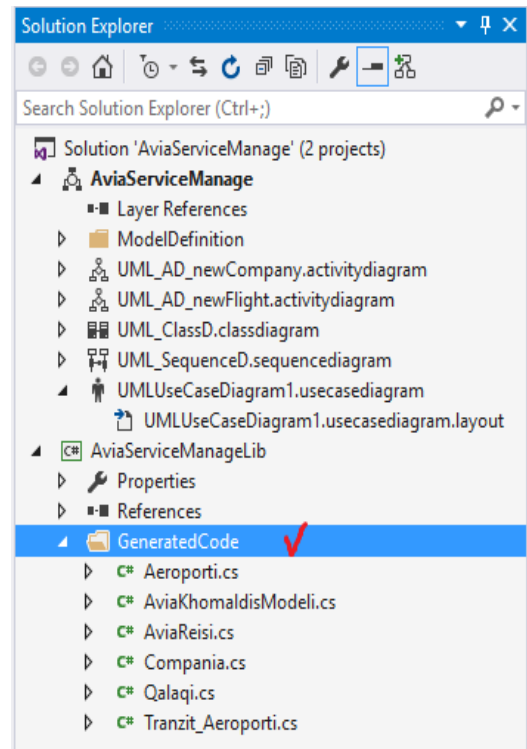 Solution Explorer
Search Solution Explorer (Ctrl+;)
Solution 'AviaServiceManage' (2 projects)
AviaServiceManage
Layer References
ModelDefinition
UML_AD_newCompany.activitydiagram
UML_AD_newFlight.activitydiagram
UML_ClassD.classdiagram
UML_SequenceD.sequencediagram
UMLUseCaseDiagram1.usecasediagram
UMLUseCaseDiagram1.usecasediagram.layout
C# AviaServiceManageLib
Properties
References
GeneratedCode
C# Aeroporti.cs
C# AviaKhomaldisModeli.cs
C# AviaReisi.cs
C# Compania.cs
C# Qalaqi.cs
C# Tranzit_Aeroporti.cs